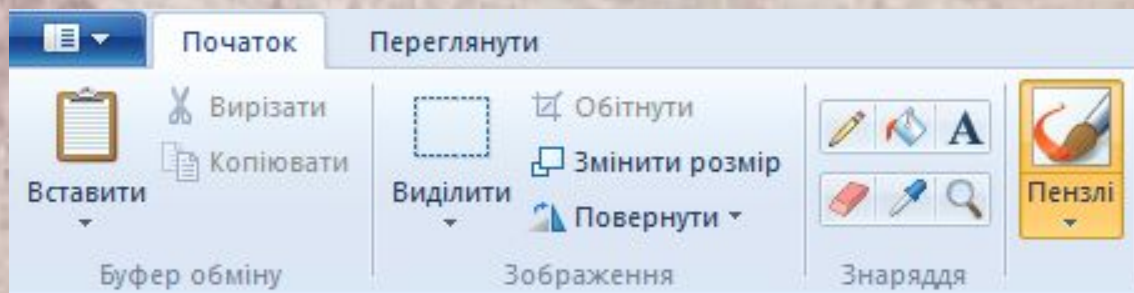 Початок
Переглянути
Вставити
Вирізати
Копіювати
Буфер обміну
Виділити
Обітнути
Змінити розмір
Повернути
Зображення
A
Знаряддя
Пензлі